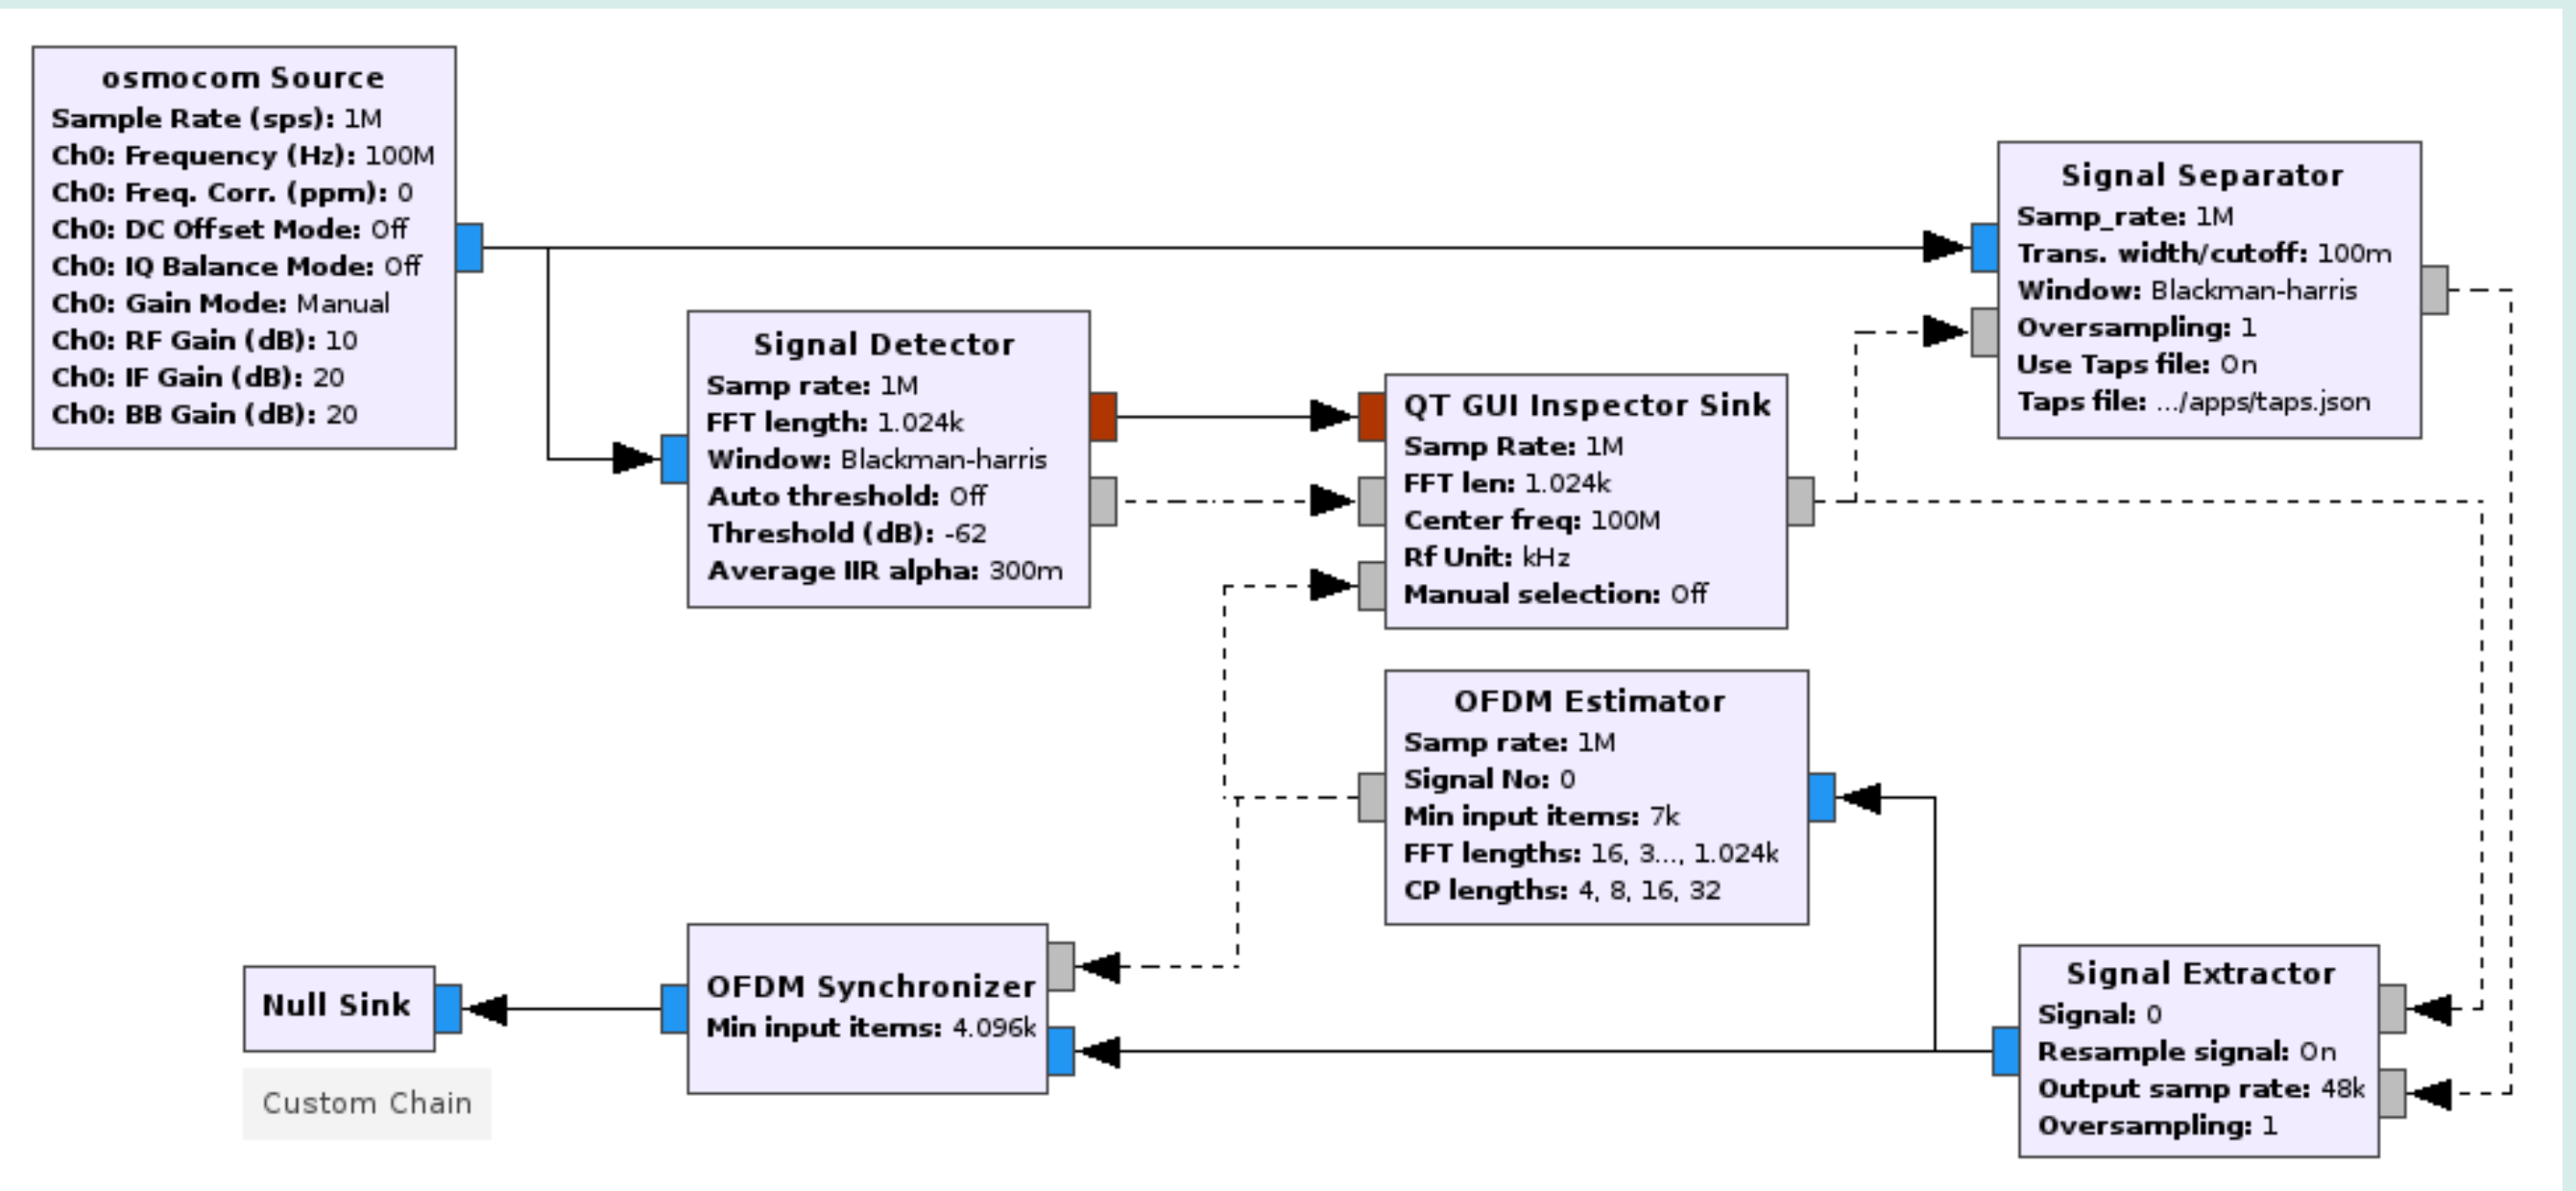 osmocom Source
Sample Rate (sps): 1M
Ch0: Frequency (Hz): 100M
Ch0: Freq. Corr. (ppm): 0
Ch0: DC Offset Mode: Off
Ch0: IQ Balance Mode: Off
Ch0: Gain Mode: Manual
Ch0: RF Gain (dB): 10
Ch0: IF Gain (dB): 20
Ch0: BB Gain (dB): 20
Signal Detector
Samp rate: 1M
FFT length: 1.024k
Window: Blackman-harris
Auto threshold: Off
Threshold (dB): -62
Average IIR alpha: 300m
QT GUI Inspector Sink
Samp Rate: 1M
FFT len: 1.024k
Center freq: 100M
Rf Unit: kHz
Manual selection: Off
Signal Separator
Samp_rate: 1M
Trans. width/cutoff: 100m
Window: Blackman-harris
Oversampling: 1
Use Taps file: On
Taps file: .../apps/taps.json
OFDM Estimator
Samp rate: 1M
Signal No: 0
Min input items: 7k
FFT lengths: 16, 3..., 1.024k
CP lengths: 4, 8, 16, 32
Null Sink
Custom Chain
OFDM Synchronizer
Min input items: 4.096k
Signal Extractor
Signal: 0
Resample signal: On
Output samp rate: 48k
Oversampling: 1